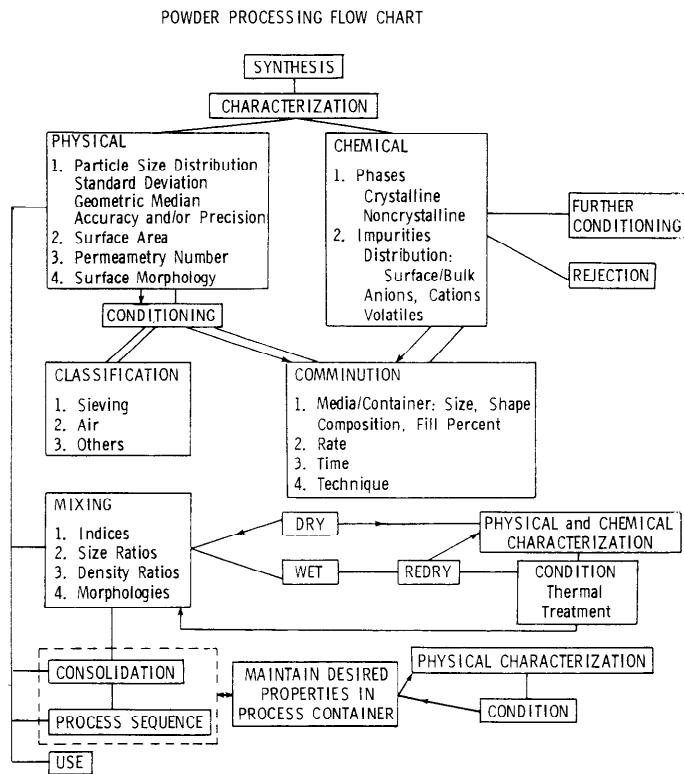 POWDER PROCESSING FLOW CHART
SYNTHESIS
CHARACTERIZATION
PHYSICAL
1. Particle Size Distribution
Standard Deviation
Geometric Median
Accuracy and/or Precision
2. Surface Area
3. Permeametry Number
4. Surface Morphology
CHEMICAL
1. Phases
Crystalline
Noncrystalline
2. Impurities
Distribution:
Surface/Bulk
Anions, Cations
Volatiles
FURTHER
CONDITIONING
REJECTION
CONDITIONING
CLASSIFICATION
1. Sieving
2. Air
3. Others
COMMINUTION
1. Media/Container: Size, Shape
Composition, Fill Percent
2. Rate
3. Time
4. Technique
MIXING
1. Indices
2. Size Ratios
3. Density Ratios
4. Morphologies
DRY
WET
REDRY
PHYSICAL and CHEMICAL
CHARACTERIZATION
CONDITION
Thermal
Treatment
CONSOLIDATION
PROCESS SEQUENCE
MAINTAIN DESIRED
PROPERTIES IN
PROCESS CONTAINER
PHYSICAL CHARACTERIZATION
CONDITION
USE